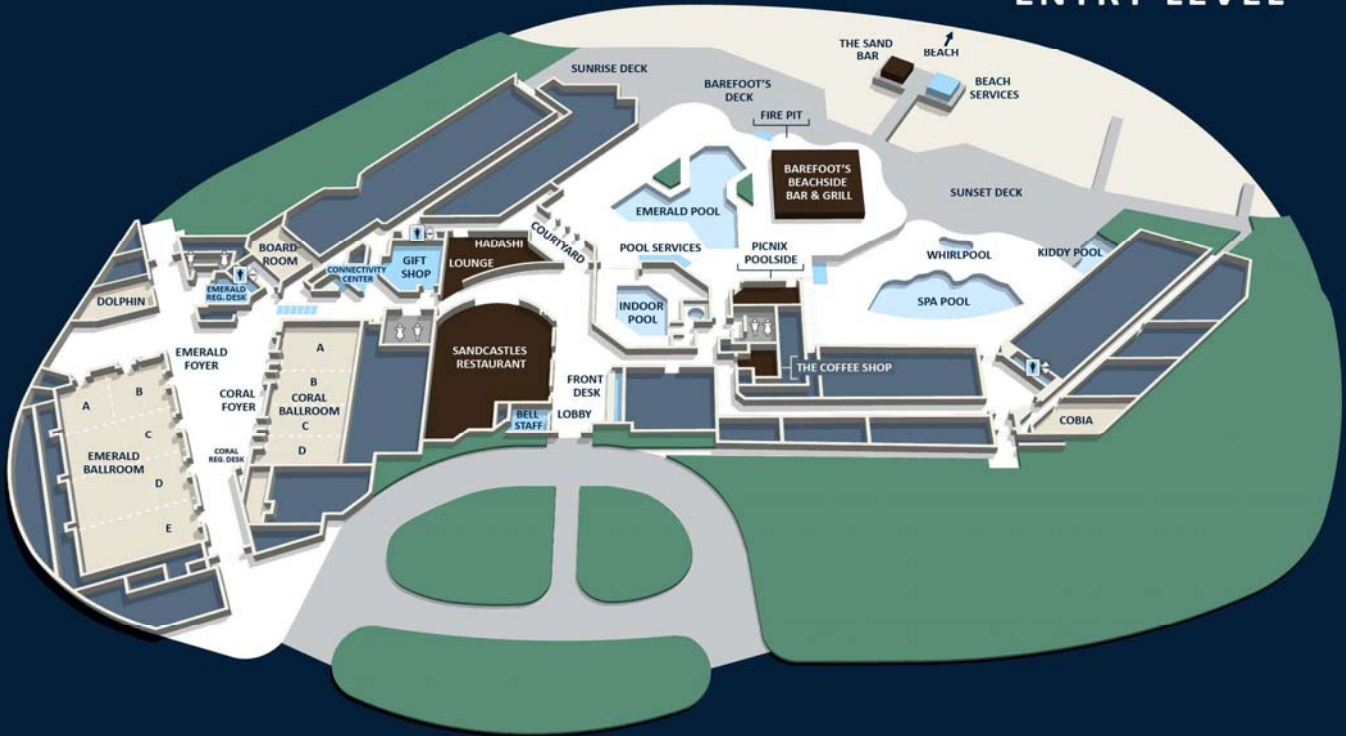 ENTRY LEVEL
THE SAND
BAR
BEACH
BEACH
SERVICES
SUNRISE DECK
BAREFOOT'S
DECK
FIRE PIT
BAREFOOT'S
BEACHSIDE
BAR & GRILL
SUNSET DECK
EMERALD POOL
COURTYARD
POOL SERVICES
PICNIX
POOLSIDE
WHIRLPOOL
KIDDY POOL
SPA POOL
HADASHI
LOUNGE
GIFT
SHOP
CONNECTIVITY
CENTER
BOARD-
ROOM
EMERALD
REG. DESK
DOLPHIN
INDOOR
POOL
EMERALD
FOYER
SANDCASTLES
RESTAURANT
THE COFFEE SHOP
FRONT
DESK
LOBBY
BELL
STAFF
COBIA
A
B
CORAL
BALLROOM
C
D
CORAL
FOYER
CORAL
REG. DESK
A
B
C
EMERALD
BALLROOM
D
E